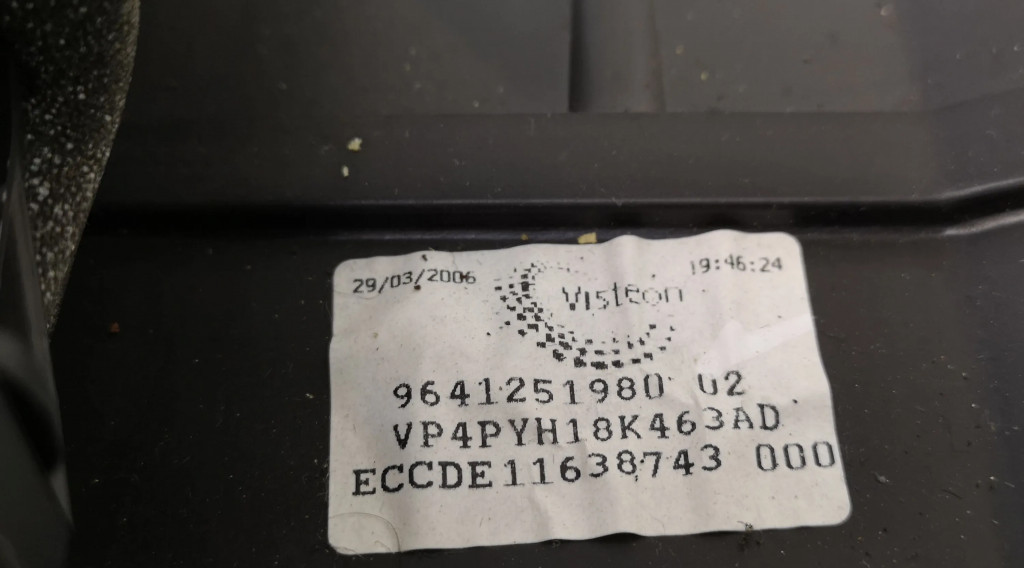 29/03/2006 19:46:24
Visteon
9641251980 02
VP4PYH18K463AD
ECCDE11638743 000